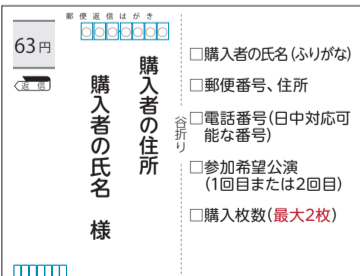 郵便返信はがき
63円
返信
〇〇〇〇〇〇〇
購入者の住所
購入者の氏名 様
谷折り
□購入者の氏名(ふりがな)
□郵便番号、住所
□電話番号(日中対応可
能な番号)
□参加希望公演
(1回目または2回目)
□購入枚数(最大2枚)